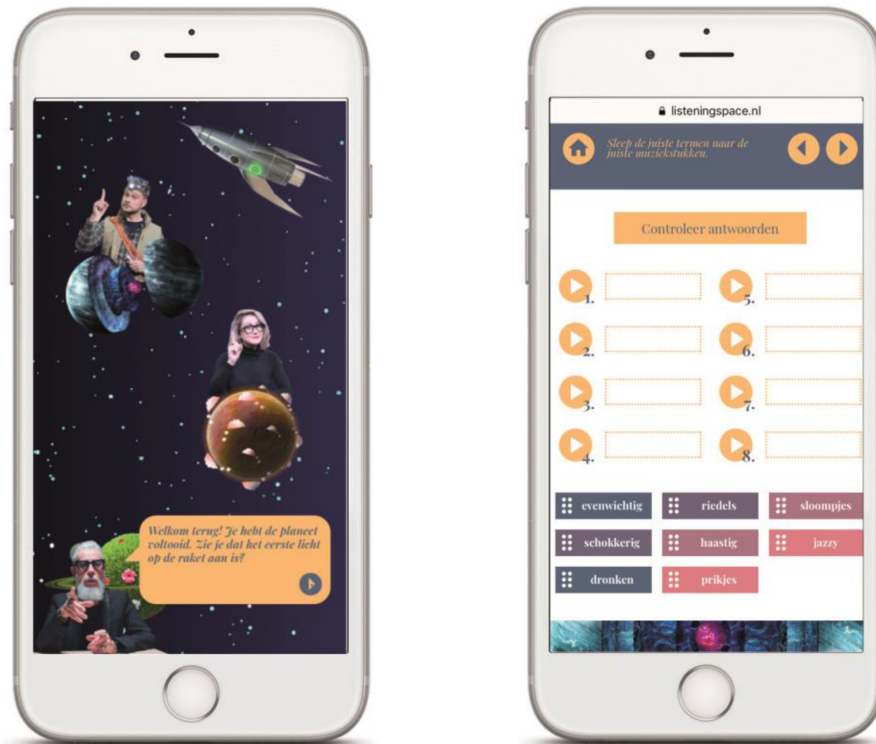 Welkom terug! Je hebt de planeet
voltooid. Zie je dat het eerste licht
op de raket aan is?
listeningspace.nl
Sleep de juiste termen naar de
juiste muziekstukken.
Controleer antwoorden
1.
5.
2.
6.
3.
7.
4.
8.
evenwichtig
riedels
sloompjes
schokkerig
haastig
jazzy
dronken
prikjes